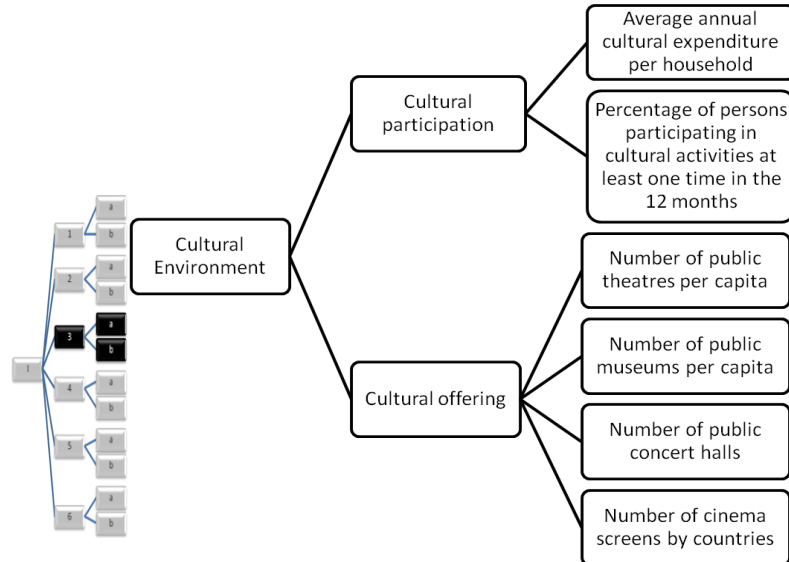 I
1
a
b
2
a
b
3
a
b
4
a
b
5
a
b
6
a
b
Cultural
Environment
Cultural
participation
Average annual
cultural expenditure
per household
Percentage of persons
participating in
cultural activities at
least one time in the
12 months
Cultural offering
Number of public
theatres per capita
Number of public
museums per capita
Number of public
concert halls
Number of cinema
screens by countries